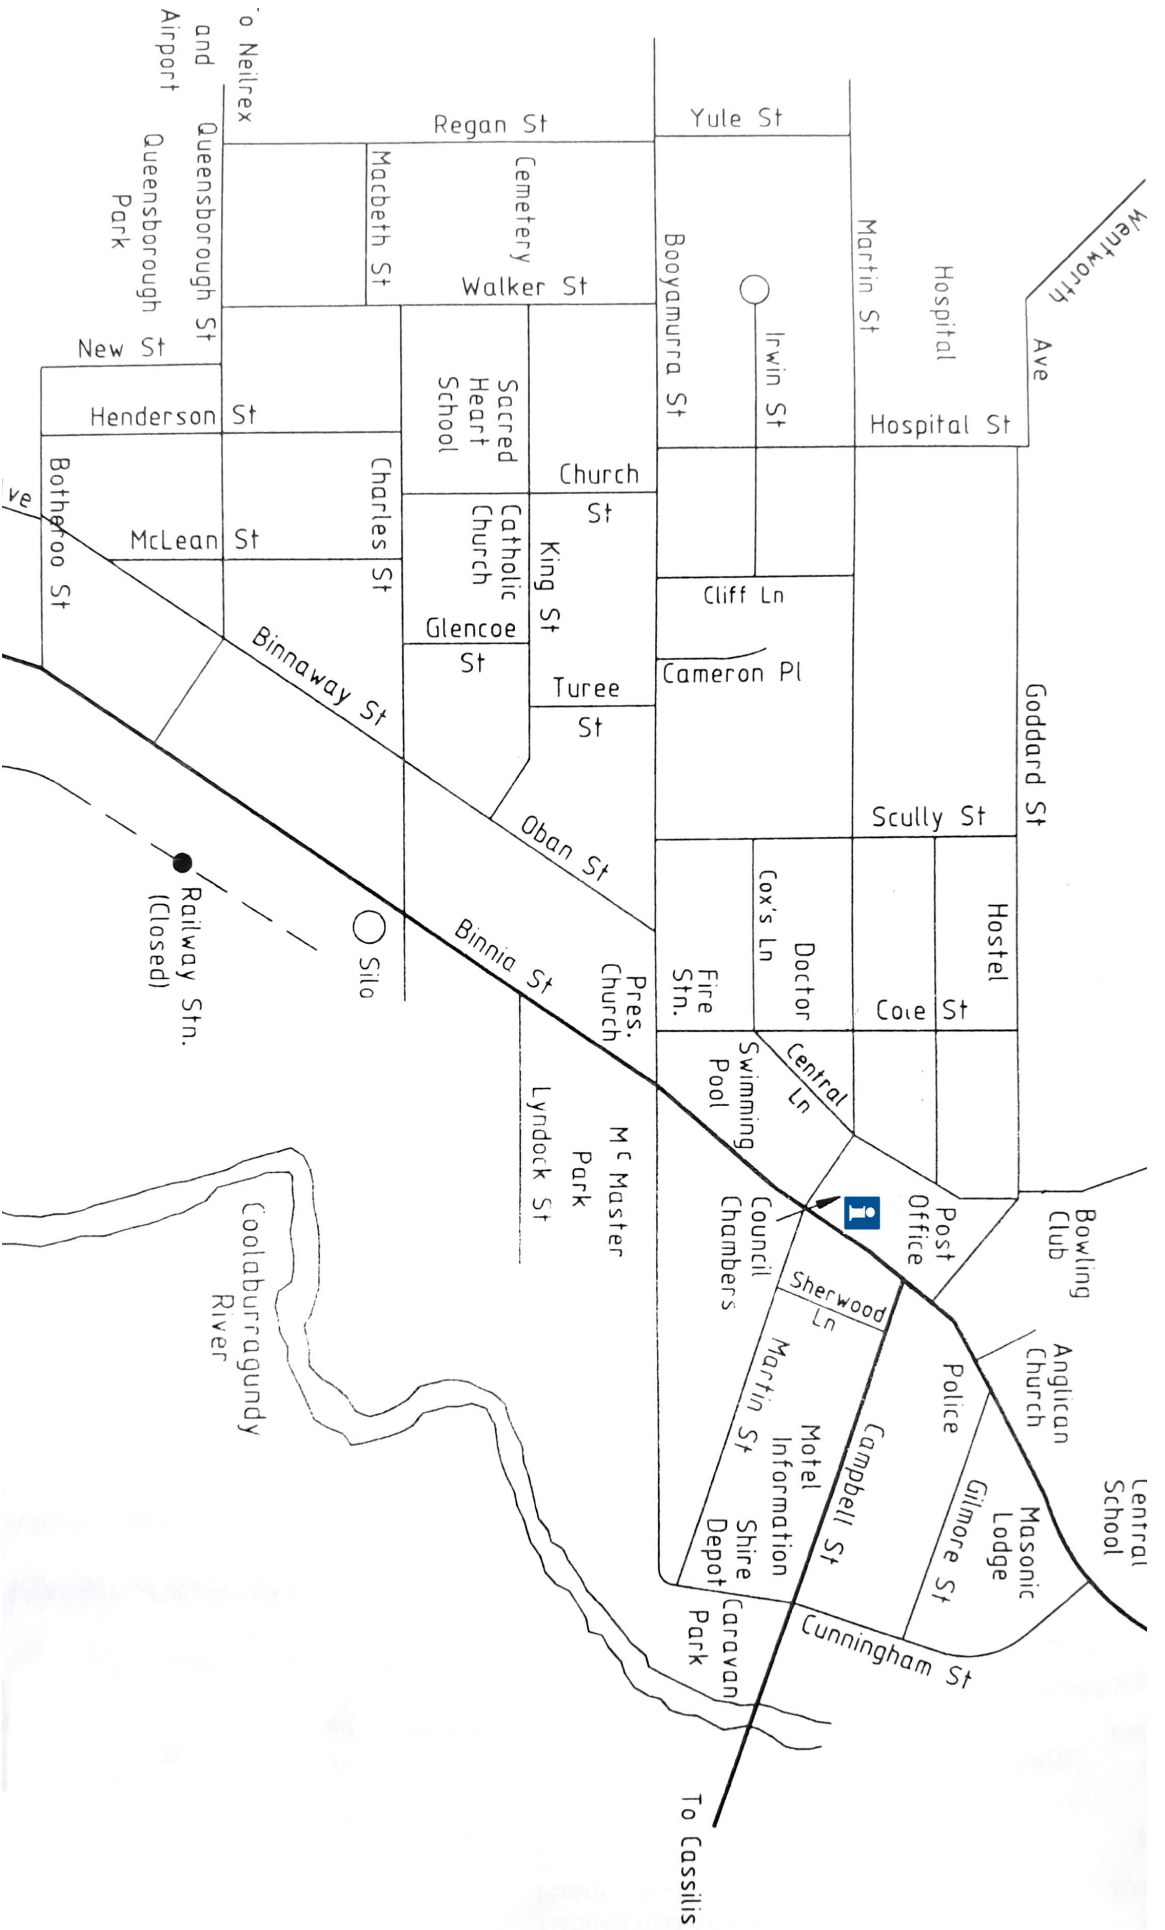 To Neilrex
and
Airport
Queensborough St
Queensborough
Park
Regan St
Yule St
Macbeth St
Cemetery
Walker St
Booyamurra St
Martin St
Irwin St
Hospital
Wentworth
Ave
New St
Henderson St
Hospital St
Sacred
Heart
School
Church
St
Botheroo St
ve
McLean St
Charles St
Catholic
Church
King St
Cliff Ln
Glencoe
St
Cameron Pl
Turee
St
Binnaway St
Goddard St
Scully St
Oban St
Cox's Ln
Doctor
Hostel
Railway Stn.
(Closed)
Silo
Binnia St
Pres.
Church
Fire
Stn.
St
Central
Ln
Swimming
Pool
Lyndock St
Mc Master
Park
Council
Chambers
i
Post
Office
Bowling
Club
Coolaburragundy
River
Sherwood
Ln
Martin St
Motel
Information
Campbell St
Police
Anglican
Church
Gilmore St
Masonic
Lodge
Central
School
Shire
Depot
Caravan
Park
Cunningham St
To Cassilis